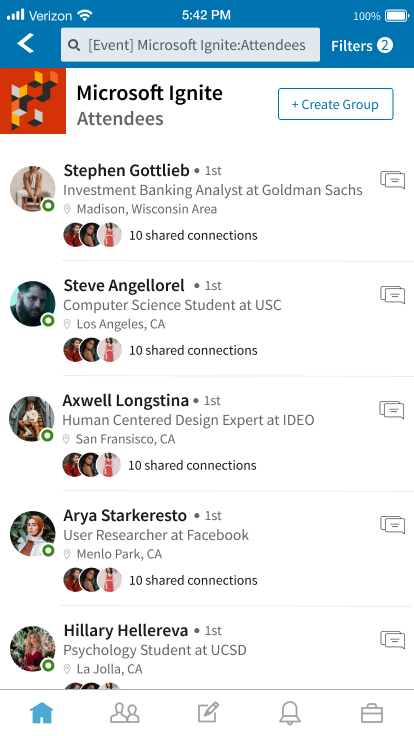 Verizon
5:42 PM
100%
[Event] Microsoft Ignite:Attendees
Filters 2
Microsoft Ignite
Attendees
+ Create Group
Stephen Gottlieb • 1st
Investment Banking Analyst at Goldman Sachs
Madison, Wisconsin Area
10 shared connections
Steve Angellorel • 1st
Computer Science Student at USC
Los Angeles, CA
10 shared connections
Axwell Longstina • 1st
Human Centered Design Expert at IDEO
San Fransisco, CA
10 shared connections
Arya Starkeresto • 1st
User Researcher at Facebook
Menlo Park, CA
10 shared connections
Hillary Hellereva • 1st
Psychology Student at UCSD
La Jolla, CA